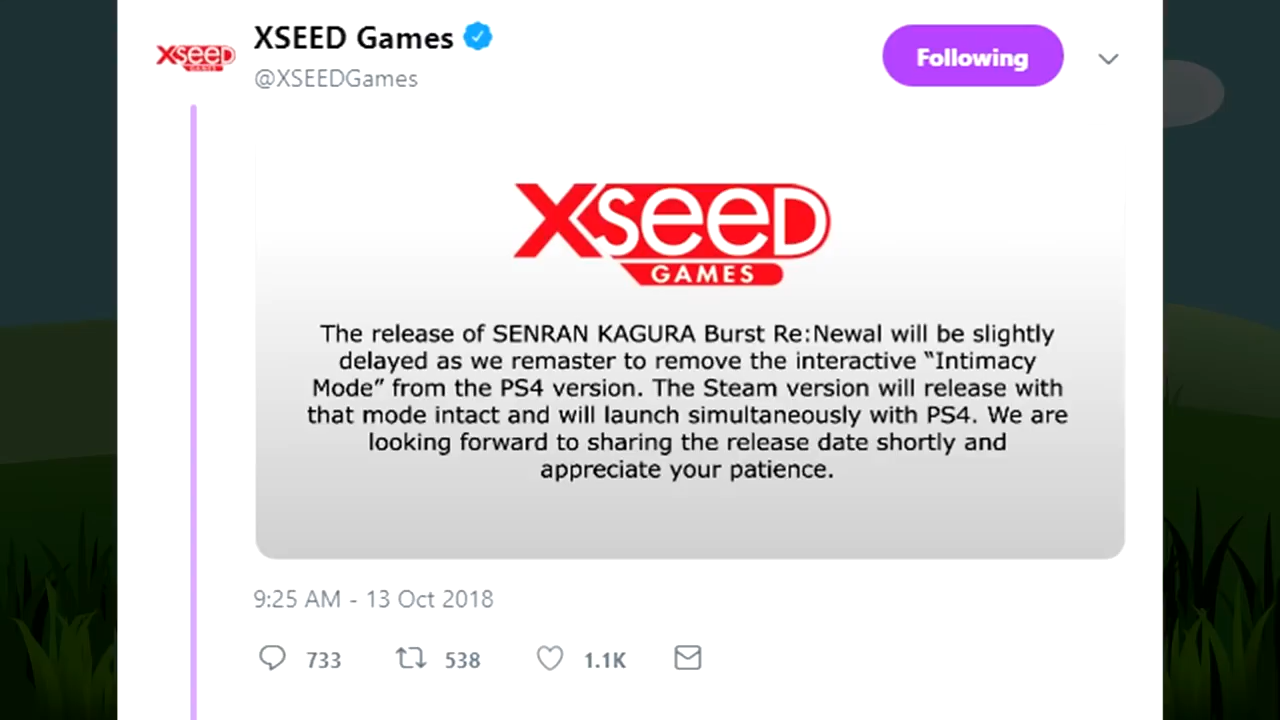 XSEED Games
@XSEEDGames
Following
XSEED
GAMES
XSEED
GAMES
The release of SENRAN KAGURA Burst Re:Newal will be slightly
delayed as we remaster to remove the interactive “Intimacy
Mode” from the PS4 version. The Steam version will release with
that mode intact and will launch simultaneously with PS4. We are
looking forward to sharing the release date shortly and
appreciate your patience.
9:25 AM - 13 Oct 2018
733 538 1.1K